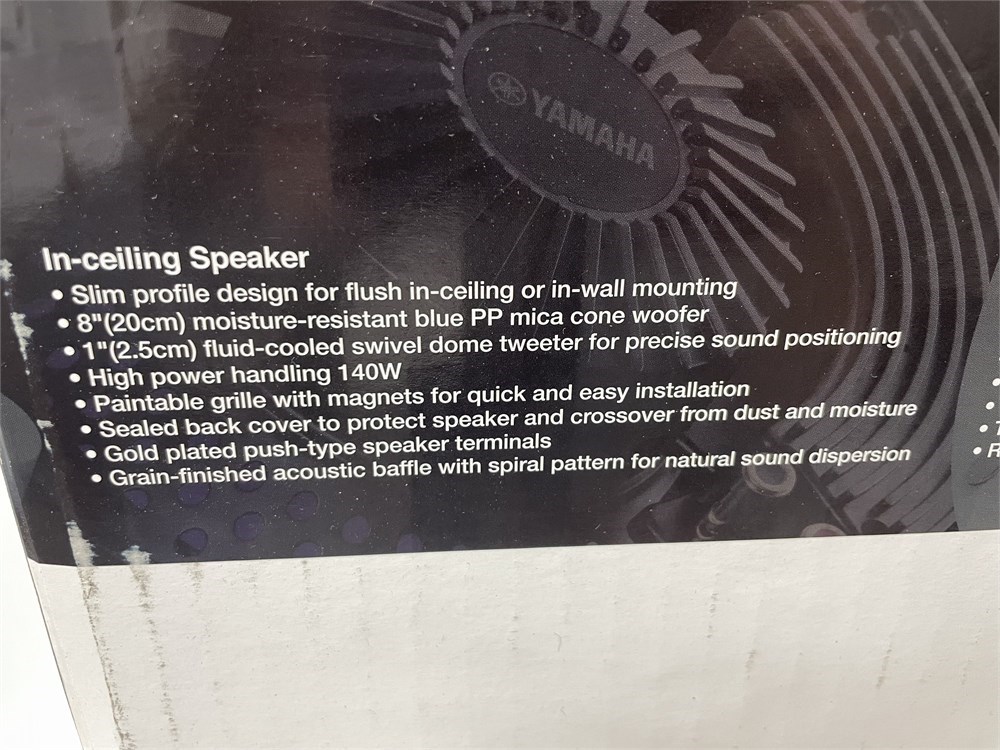 YAMAHA
In-ceiling Speaker
• Slim profile design for flush in-ceiling or in-wall mounting
• 8"(20cm) moisture-resistant blue PP mica cone woofer
• 1"(2.5cm) fluid-cooled swivel dome tweeter for precise sound positioning
• High power handling 140W
• Paintable grille with magnets for quick and easy installation
• Sealed back cover to protect speaker and crossover from dust and moisture
• Gold plated push-type speaker terminals
• Grain-finished acoustic baffle with spiral pattern for natural sound dispersion